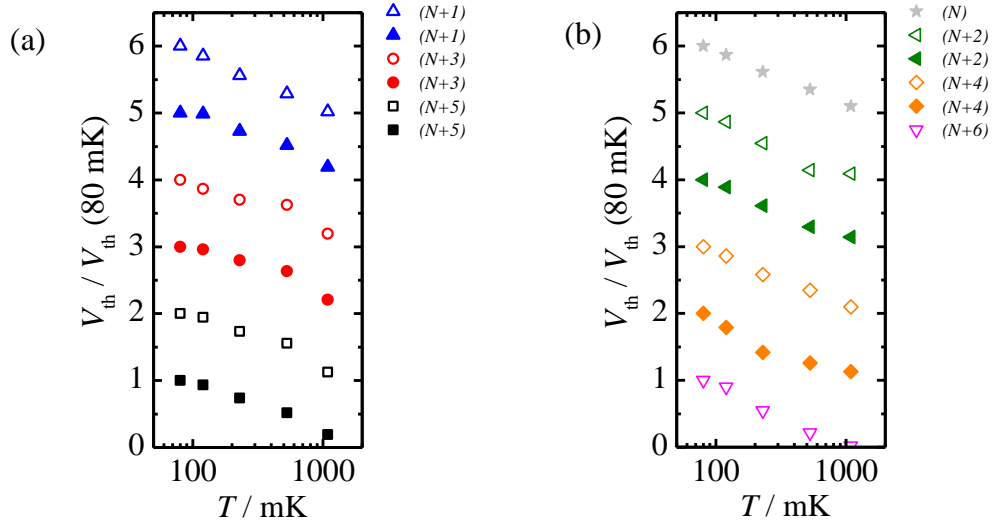 (a)
V_th / V_th (80 mK)
6
5
4
3
2
1
0
100 1000
T / mK
(N+1)
(N+1)
(N+3)
(N+3)
(N+5)
(N+5)
(b)
V_th / V_th (80 mK)
6
5
4
3
2
1
0
100 1000
T / mK
(N)
(N+2)
(N+2)
(N+4)
(N+4)
(N+6)